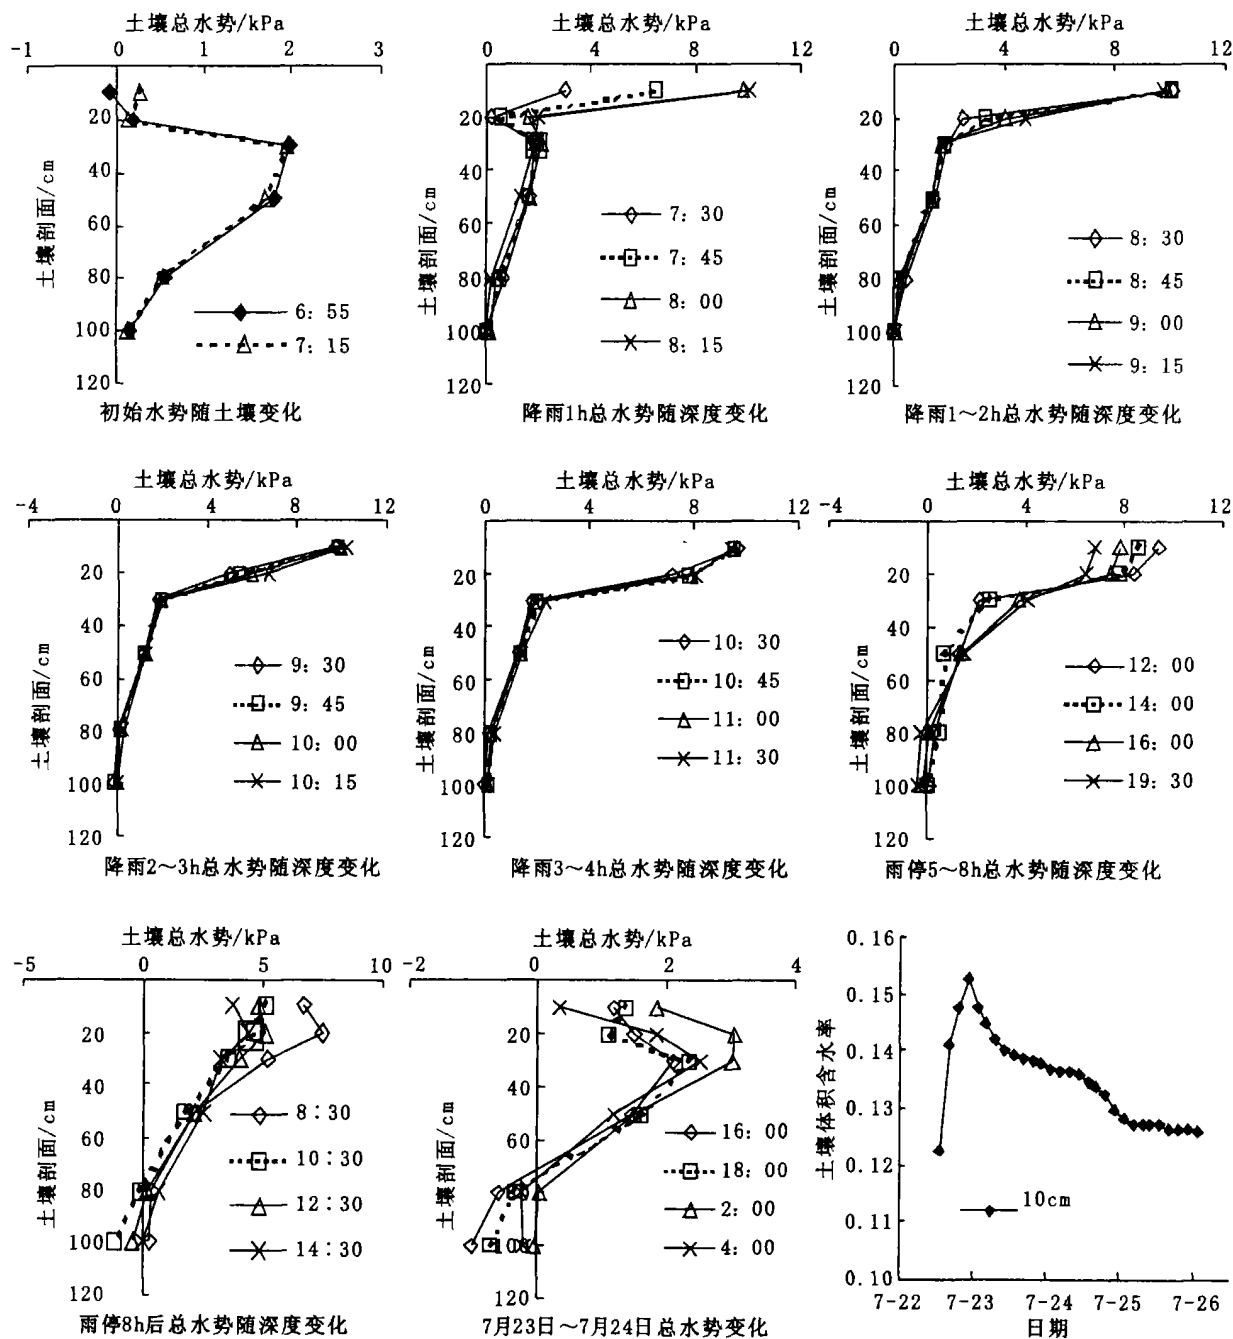 土壤总水势/kPa
-1 0 1 2 3
20
40
60
80
100
120
土壤剖面/cm
6:55
7:15
初始水势随土壤变化
土壤总水势/kPa
0 4 8 12
20
40
60
80
100
120
土壤剖面/cm
7:30
7:45
8:00
8:15
降雨1h总水势随深度变化
土壤总水势/kPa
0 4 8 12
20
40
60
80
100
120
土壤剖面/cm
8:30
8:45
9:00
9:15
降雨1～2h总水势随深度变化
土壤总水势/kPa
-4 0 4 8 12
20
40
60
80
100
120
土壤剖面/cm
9:30
9:45
10:00
10:15
降雨2～3h总水势随深度变化
土壤总水势/kPa
0 4 8 12
20
40
60
80
100
120
土壤剖面/cm
10:30
10:45
11:00
11:30
降雨3～4h总水势随深度变化
土壤总水势/kPa
-4 0 4 8 12
20
40
60
80
100
120
土壤剖面/cm
12:00
14:00
16:00
19:30
雨停5～8h总水势随深度变化
土壤总水势/kPa
-5 0 5 10
20
40
60
80
100
120
土壤剖面/cm
8:30
10:30
12:30
14:30
雨停8h后总水势随深度变化
土壤总水势/kPa
-2 0 2 4
20
40
60
80
100
120
土壤剖面/cm
16:00
18:00
2:00
4:00
7月23日～7月24日总水势变化
0.16
0.15
0.14
0.13
0.12
0.11
0.10
土壤体积含水率
10cm
7-22 7-23 7-24 7-25 7-26
日期